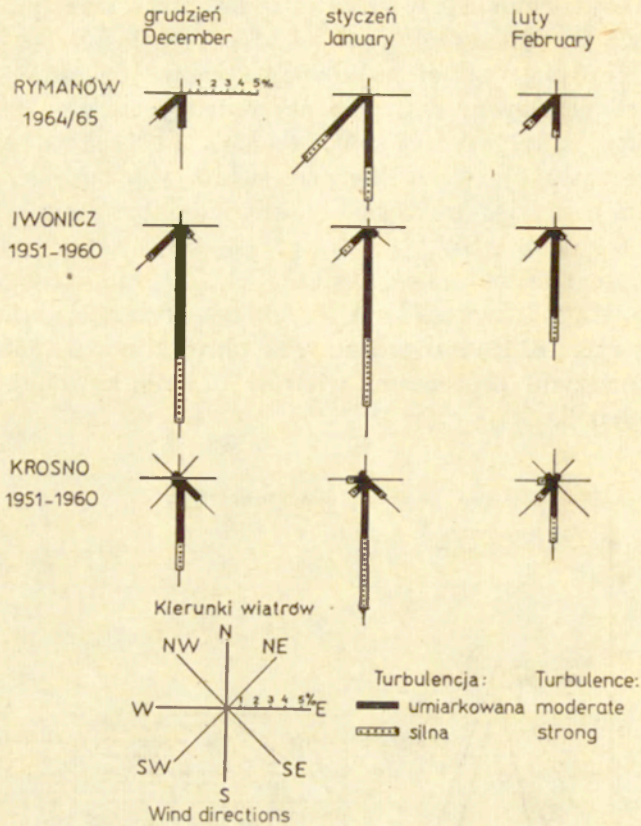 grudzień styczeń luty
December January February
1 2 3 4 5%
RYMANÓW
1964/65
IWONICZ
1951-1960
KROSNO
1951-1960
Kierunki wiatrów
N
NW NE
1 2 3 4 5%
W E
SW SE
S
Wind directions
Turbulencja: Turbulence:
umiarkowana moderate
silna strong